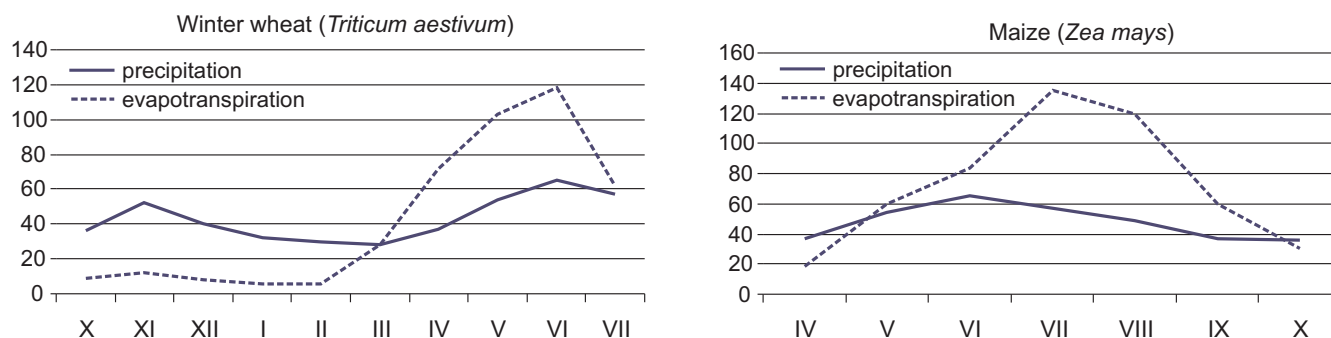 Winter wheat (Triticum aestivum)
140
120
100
80
60
40
20
0
precipitation
evapotranspiration
X XI XII I II III IV V VI VII
Maize (Zea mays)
160
140
120
100
80
60
40
20
0
precipitation
evapotranspiration
IV V VI VII VIII IX X